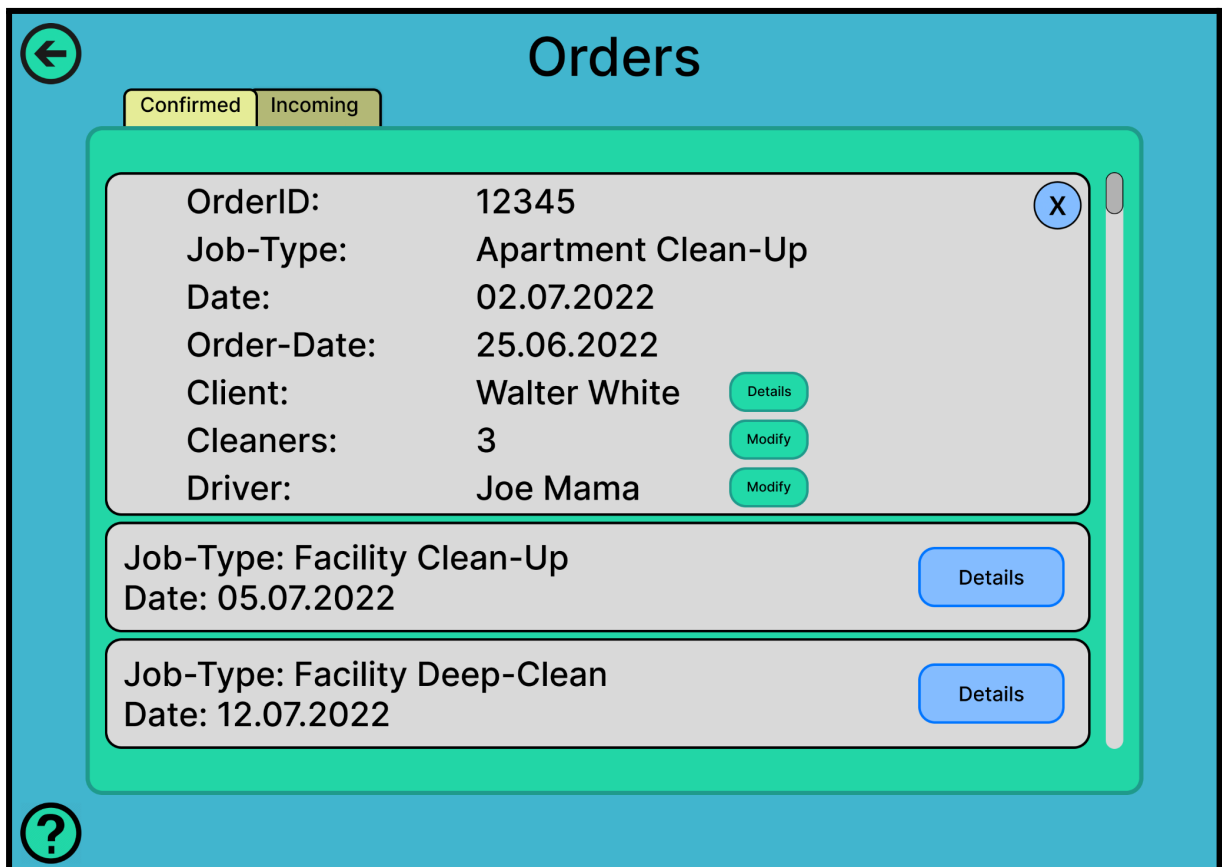 Orders
Confirmed Incoming
OrderID: 12345 X
Job-Type: Apartment Clean-Up
Date: 02.07.2022
Order-Date: 25.06.2022
Client: Walter White Details
Cleaners: 3 Modify
Driver: Joe Mama Modify
Job-Type: Facility Clean-Up
Date: 05.07.2022
Details
Job-Type: Facility Deep-Clean
Date: 12.07.2022
Details
?